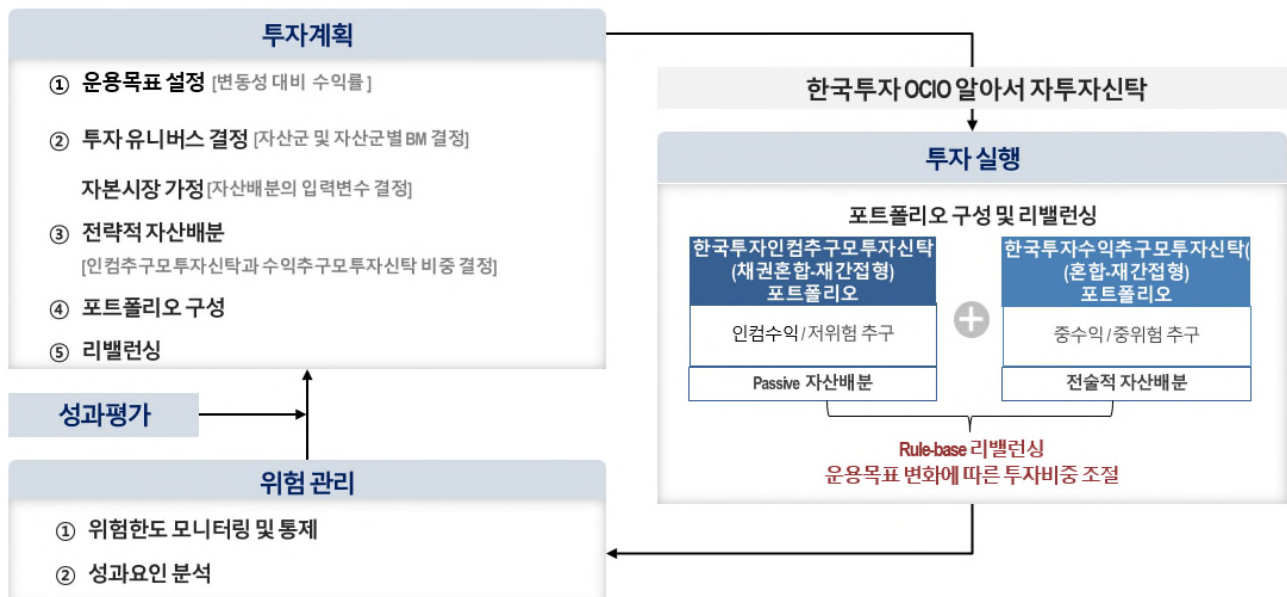 투자계획
① 운용목표 설정 [변동성 대비 수익률]
② 투자 유니버스 결정 [자산군 및 자산군별 BM 결정]
자본시장 가정 [자산배분의 입력변수 결정]
③ 전략적 자산배분
[인컴추구모투자신탁과 수익추구모투자신탁 비중 결정]
④ 포트폴리오 구성
⑤ 리밸런싱
성과평가
위험 관리
① 위험한도 모니터링 및 통제
② 성과요인 분석
한국투자 OCIO 알아서 자투자신탁
투자 실행
포트폴리오 구성 및 리밸런싱
한국투자인컴추구모투자신탁
(채권혼합-재간접형)
포트폴리오
인컴수익 / 저위험 추구
Passive 자산배분
한국투자수익추구모투자신탁(
(혼합-재간접형)
포트폴리오
중수익 / 중위험 추구
전술적 자산배분
Rule-base 리밸런싱
운용목표 변화에 따른 투자비중 조절